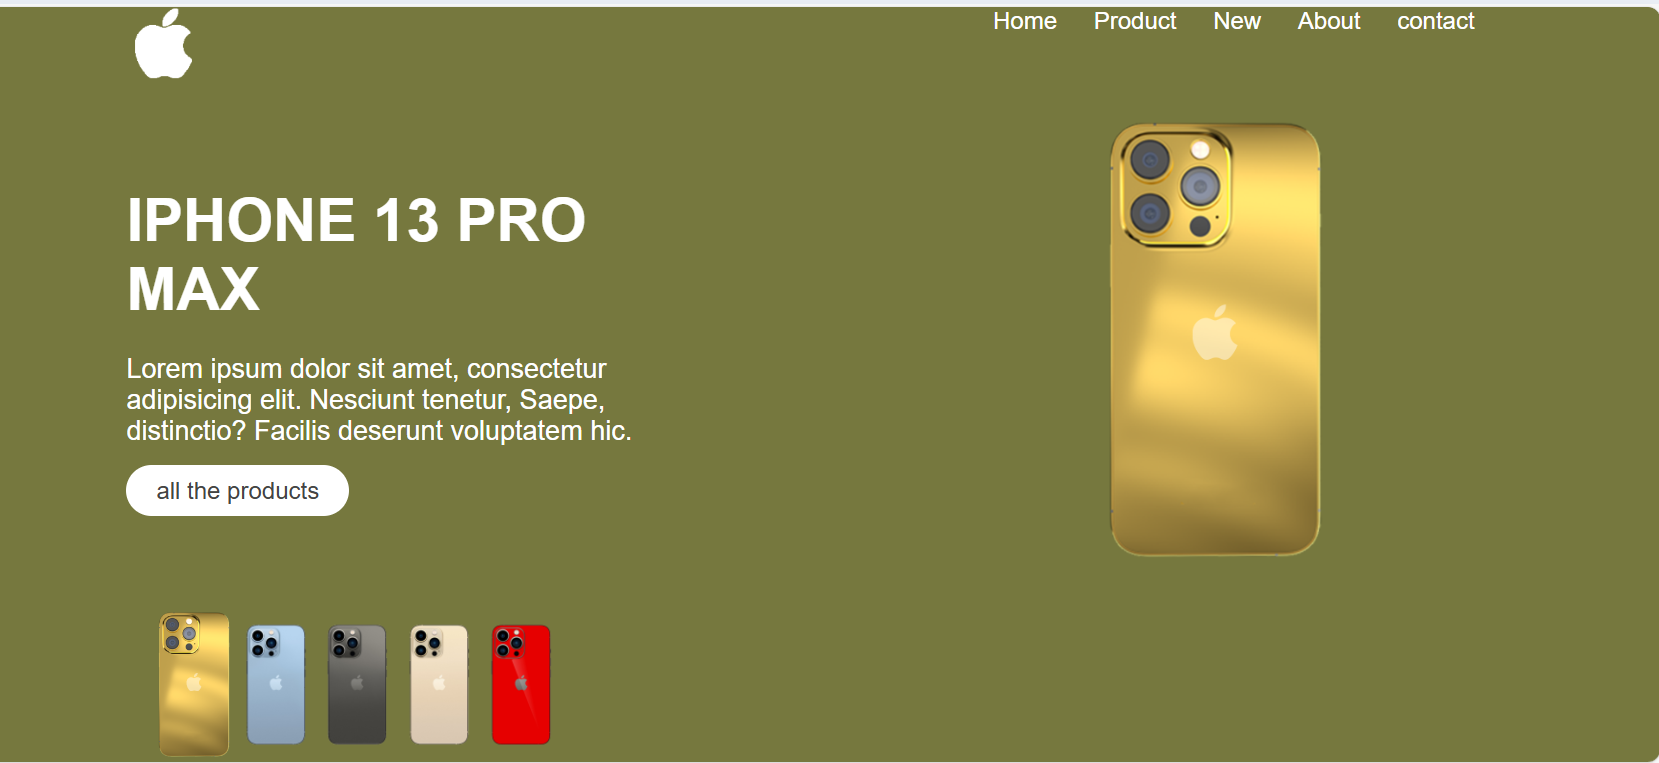 Home Product New About contact
IPHONE 13 PRO
MAX
Lorem ipsum dolor sit amet, consectetur
adipisicing elit. Nesciunt tenetur, Saepe,
distinctio? Facilis deserunt voluptatem hic.
all the products